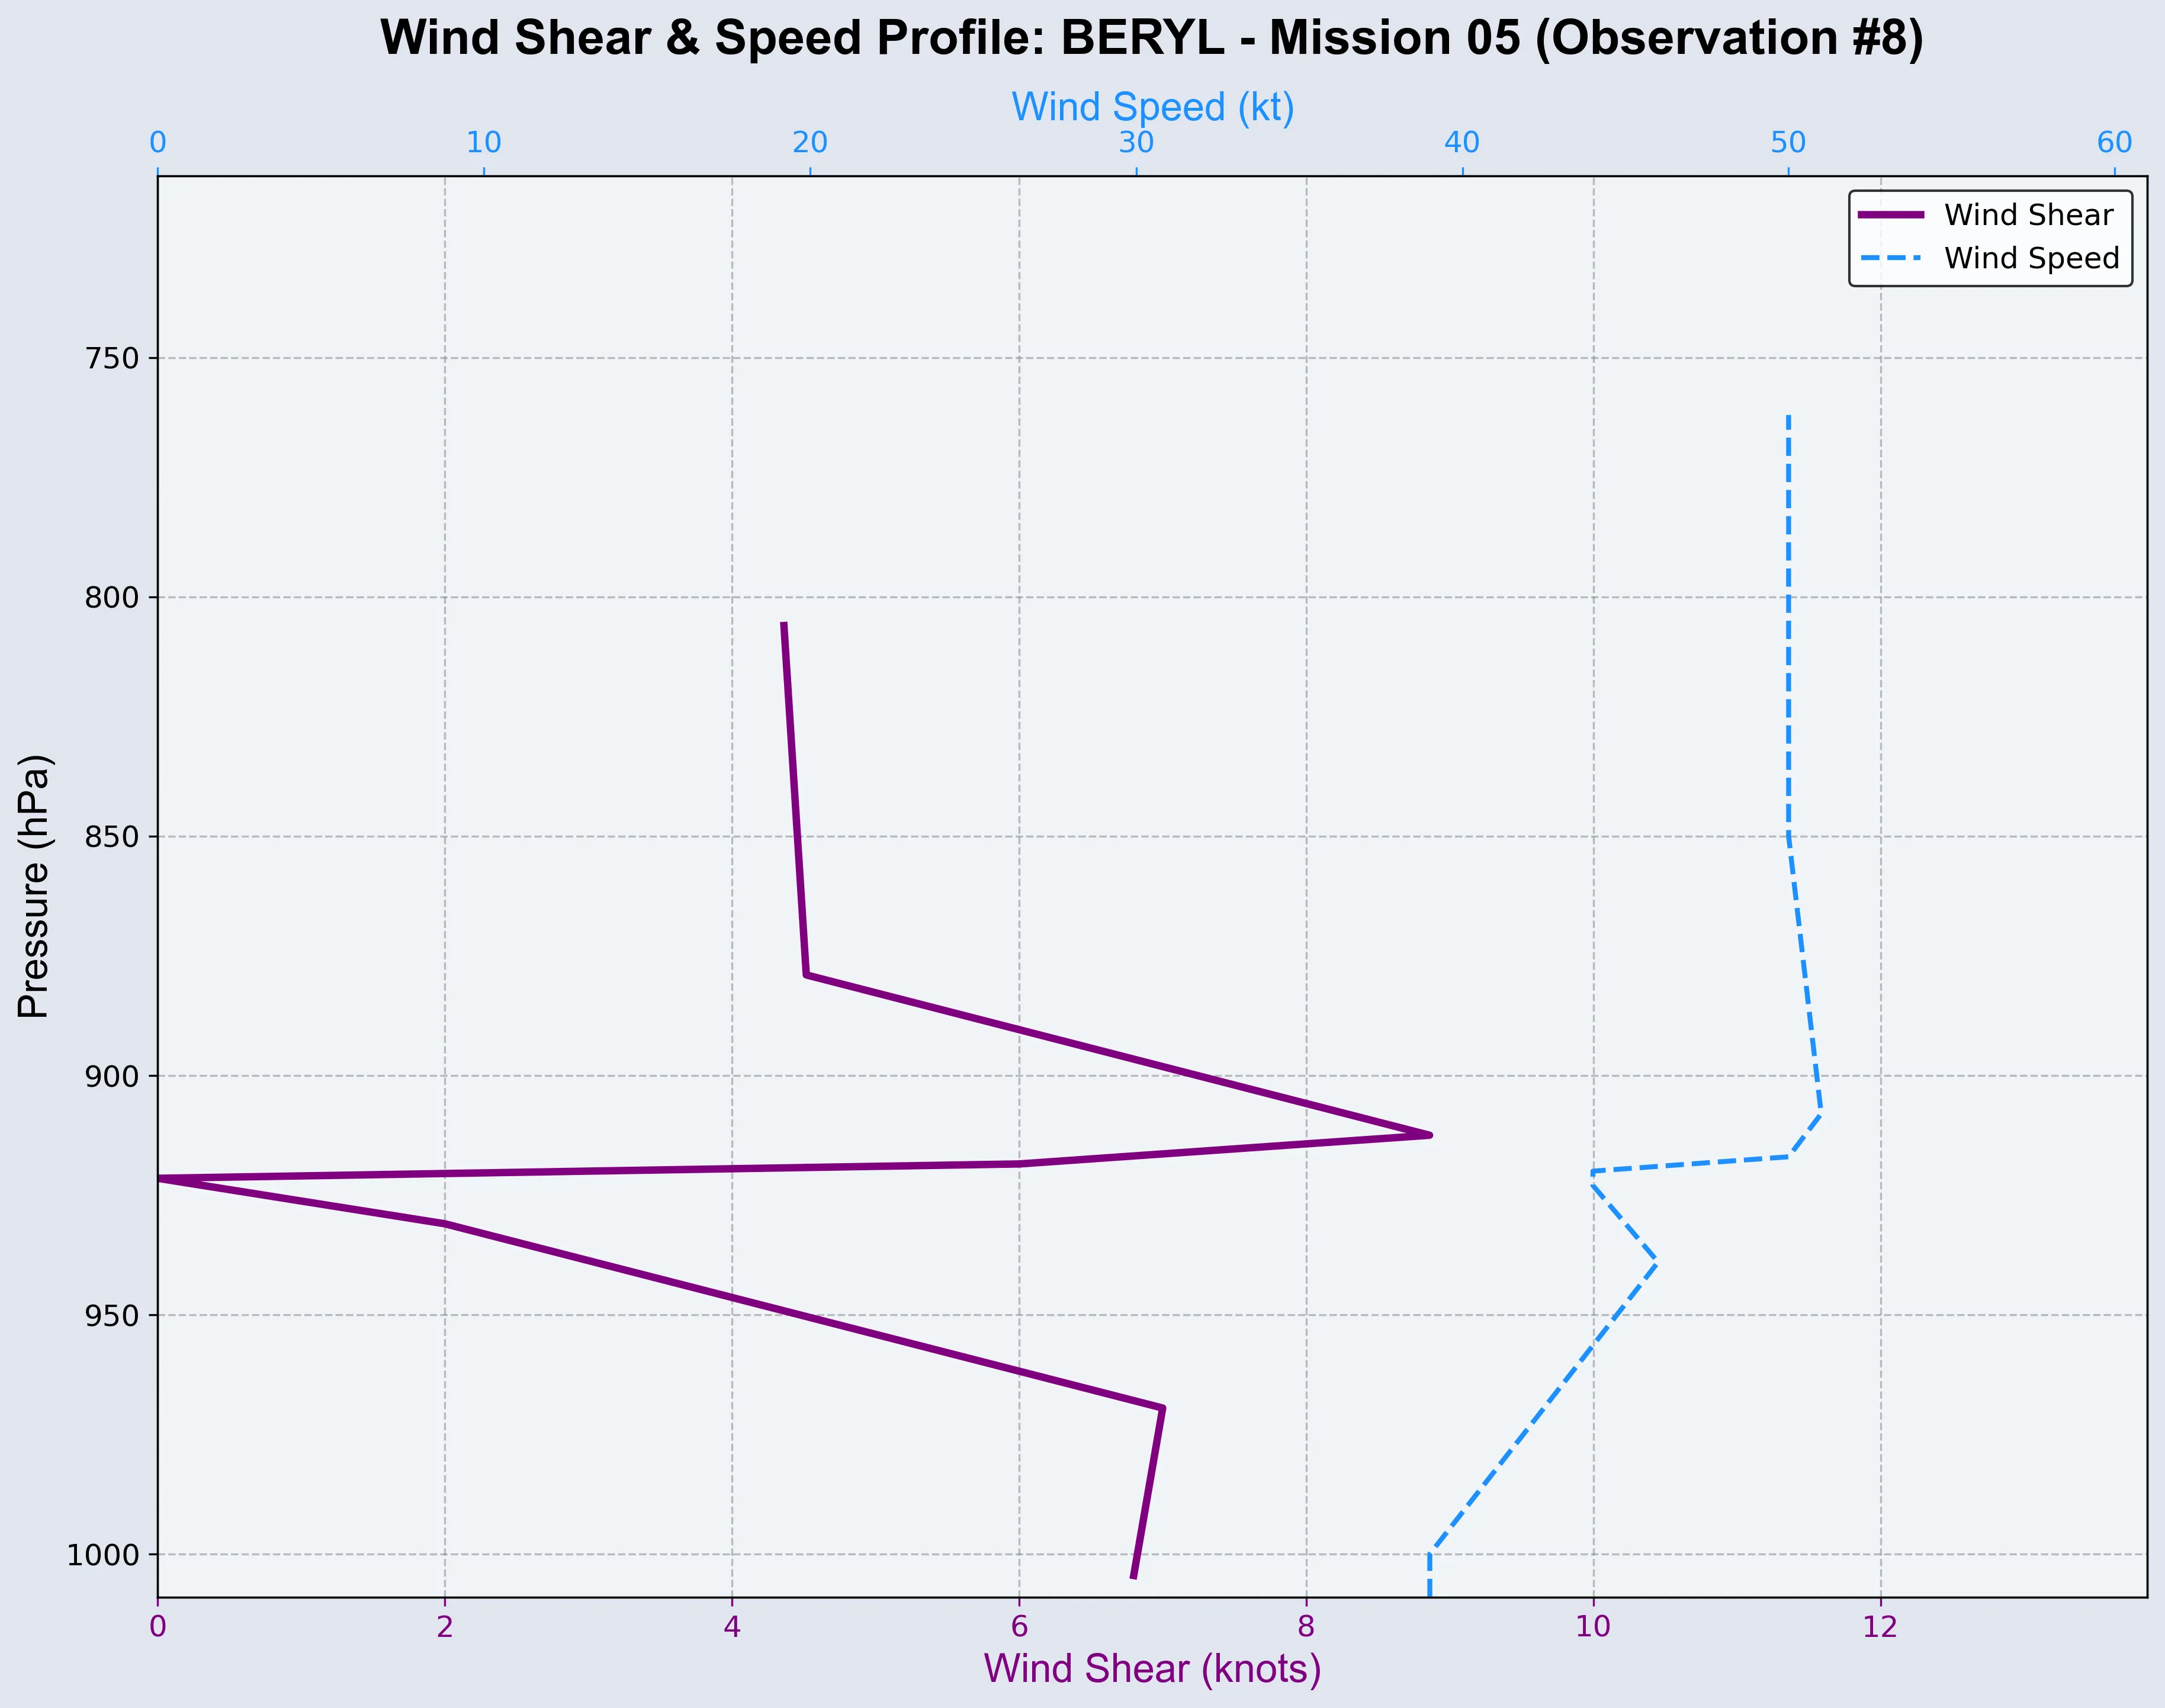 Wind Shear & Speed Profile: BERYL - Mission 05 (Observation #8)
Wind Speed (kt)
0 10 20 30 40 50 60
Wind Shear
Wind Speed
750
800
850
900
950
1000
Pressure (hPa)
0 2 4 6 8 10 12
Wind Shear (knots)